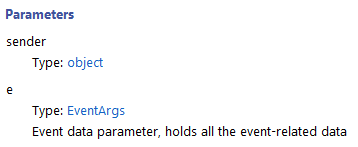 Parameters
sender
Type: object
e
Type: EventArgs
Event data parameter, holds all the event-related data